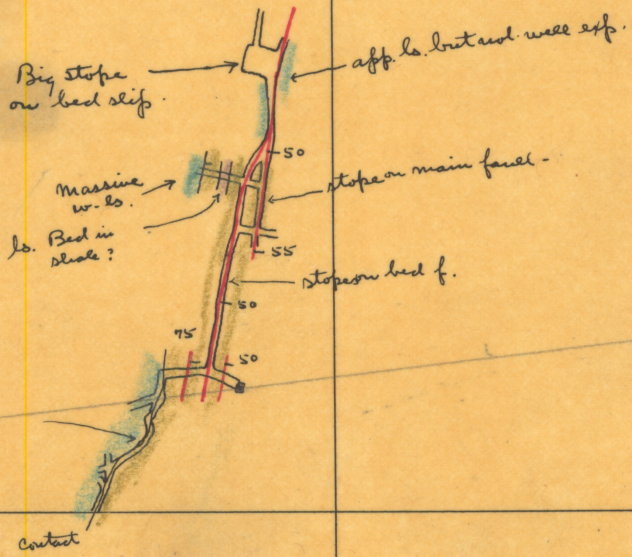 app. ls. but not well exp.
Big stope
on bed slip.
50
stope on main fault -
Massive
w. ls.
ls. Bed in
shale?
55
stopes on bed f.
50
75
50
contact